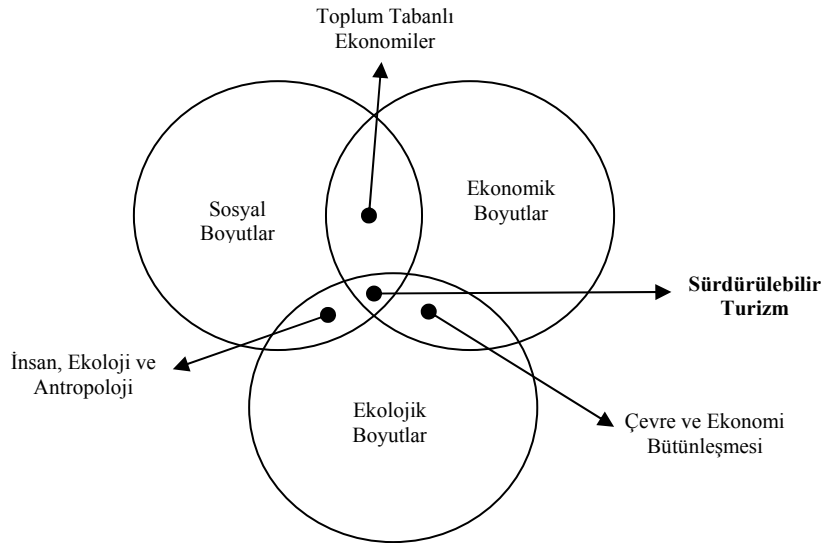 Toplum Tabanlı
Ekonomiler
Sosyal
Boyutlar
Ekonomik
Boyutlar
Sürdürülebilir
Turizm
İnsan, Ekoloji ve
Antropoloji
Ekolojik
Boyutlar
Çevre ve Ekonomi
Bütünleşmesi